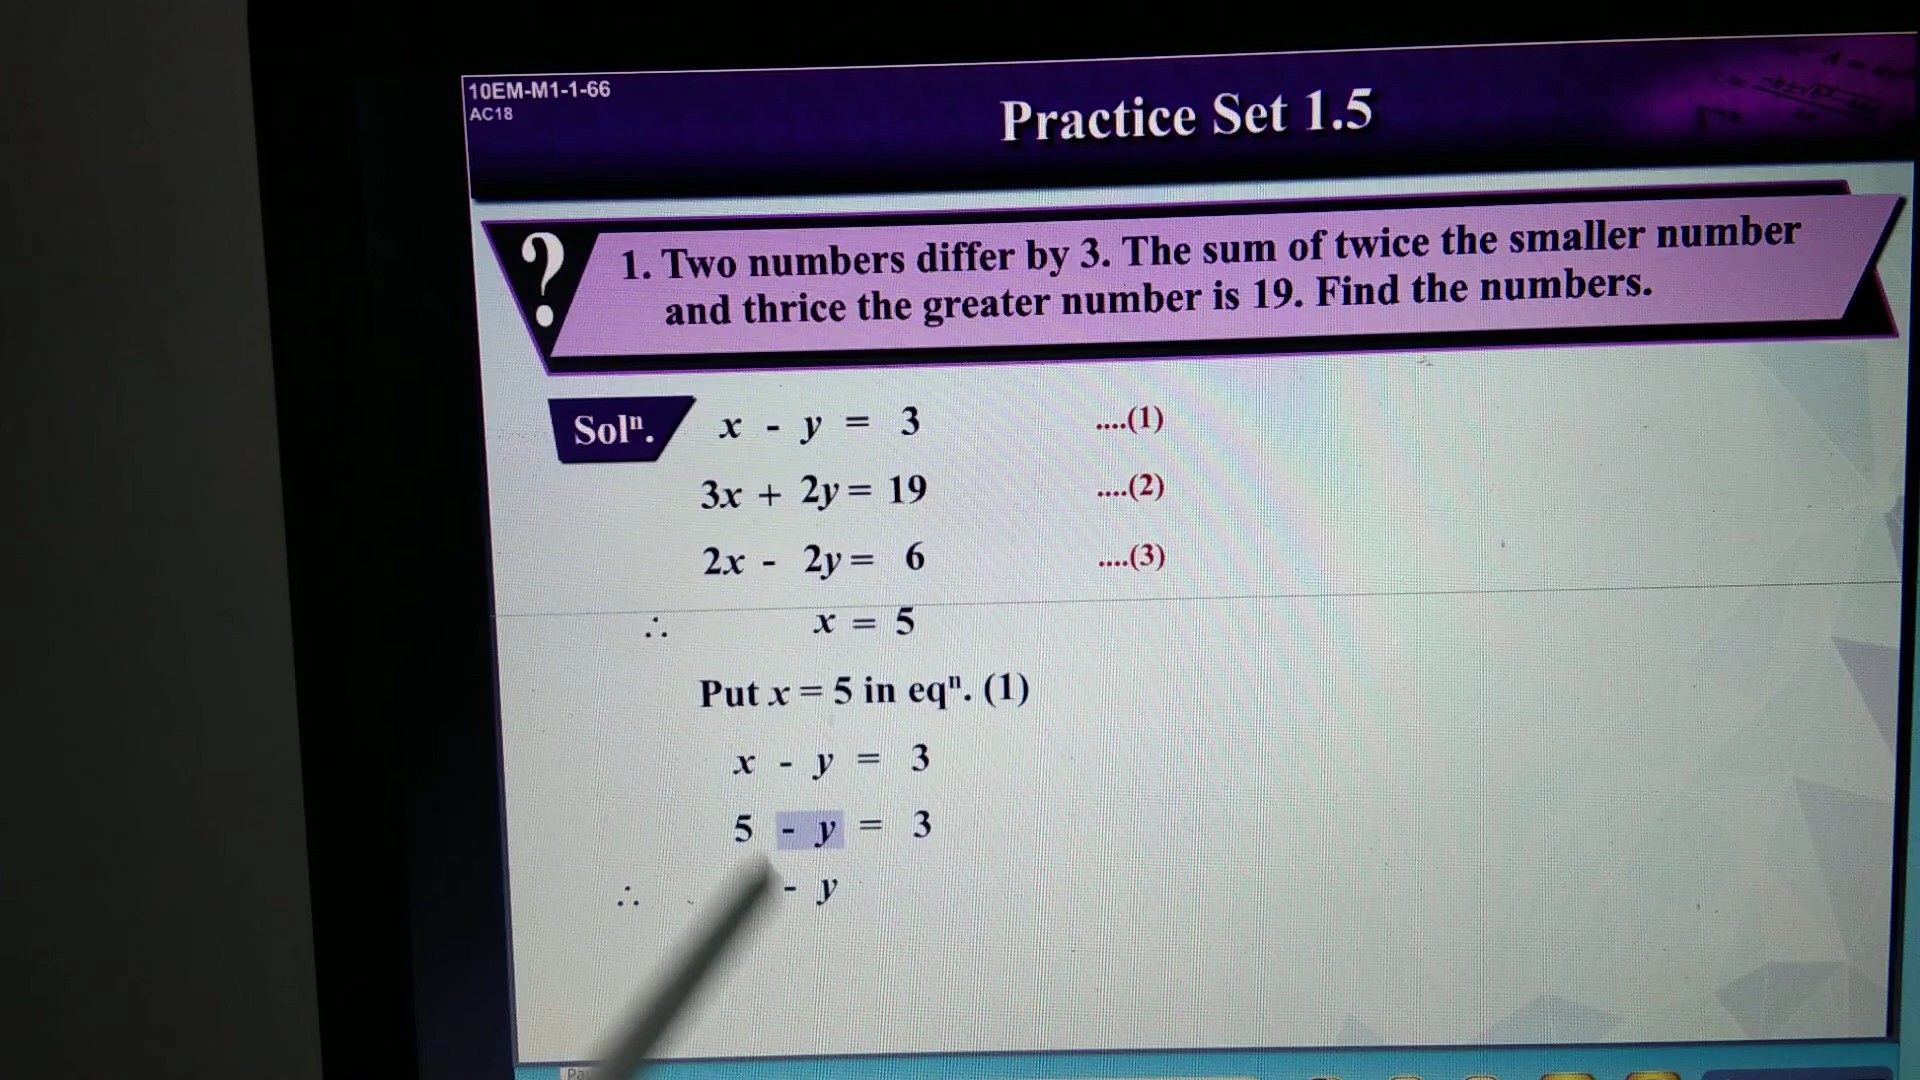 10EM-M1-1-66
AC18
Practice Set 1.5
?
1. Two numbers differ by 3. The sum of twice the smaller number
and thrice the greater number is 19. Find the numbers.
Solⁿ. x - y = 3 ....(1)
3x + 2y = 19 ....(2)
2x - 2y = 6 ....(3)
∴ x = 5
Put x = 5 in eqⁿ. (1)
x - y = 3
5 - y = 3
∴ - y